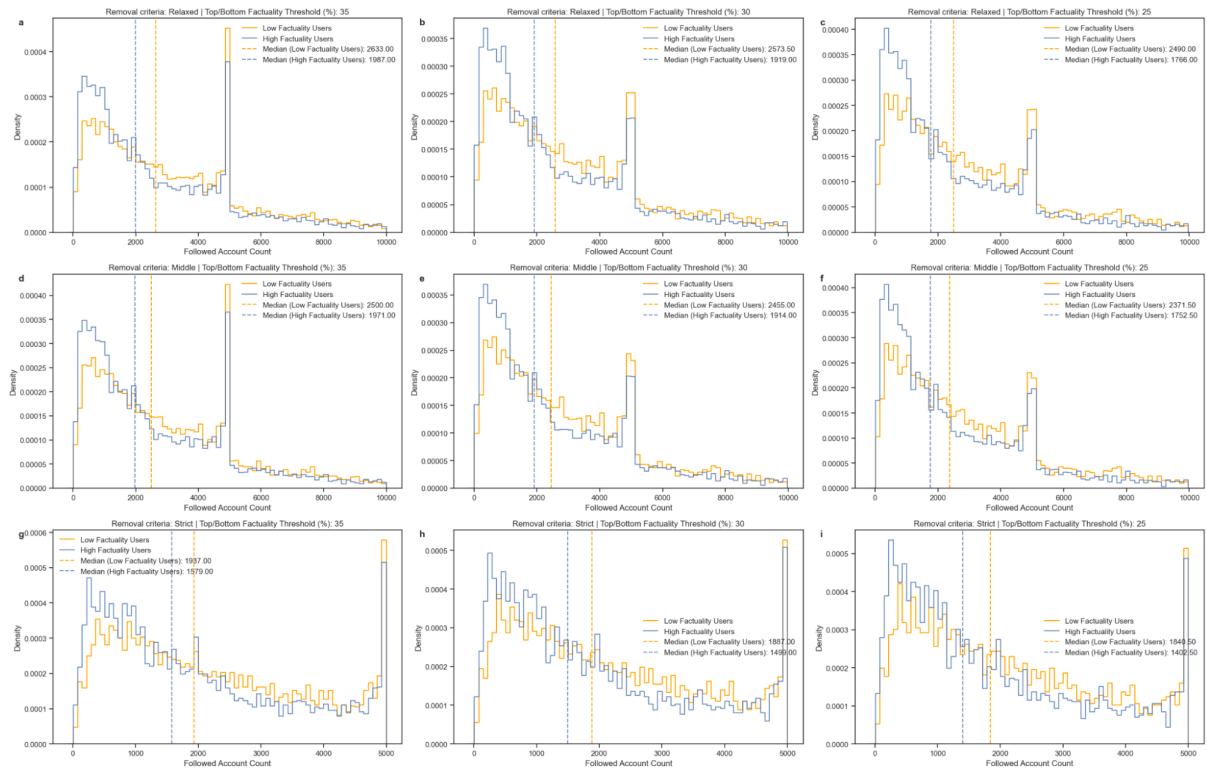 a
Removal criteria: Relaxed | Top/Bottom Factuality Threshold (%): 35
Low Factuality Users
High Factuality Users
Median (Low Factuality Users): 2633.00
Median (High Factuality Users): 1987.00
0.0004
0.0003
0.0002
0.0001
0.0000
Density
0 2000 4000 6000 8000 10000
Followed Account Count
b
Removal criteria: Relaxed | Top/Bottom Factuality Threshold (%): 30
Low Factuality Users
High Factuality Users
Median (Low Factuality Users): 2573.50
Median (High Factuality Users): 1919.00
0.00035
0.00030
0.00025
0.00020
0.00015
0.00010
0.00005
0.00000
Density
0 2000 4000 6000 8000 10000
Followed Account Count
c
Removal criteria: Relaxed | Top/Bottom Factuality Threshold (%): 25
Low Factuality Users
High Factuality Users
Median (Low Factuality Users): 2490.00
Median (High Factuality Users): 1766.00
0.00040
0.00035
0.00030
0.00025
0.00020
0.00015
0.00010
0.00005
0.00000
Density
0 2000 4000 6000 8000 10000
Followed Account Count
d
Removal criteria: Middle | Top/Bottom Factuality Threshold (%): 35
Low Factuality Users
High Factuality Users
Median (Low Factuality Users): 2500.00
Median (High Factuality Users): 1971.00
0.00040
0.00035
0.00030
0.00025
0.00020
0.00015
0.00010
0.00005
0.00000
Density
0 2000 4000 6000 8000 10000
Followed Account Count
e
Removal criteria: Middle | Top/Bottom Factuality Threshold (%): 30
Low Factuality Users
High Factuality Users
Median (Low Factuality Users): 2455.00
Median (High Factuality Users): 1914.00
0.00035
0.00030
0.00025
0.00020
0.00015
0.00010
0.00005
0.00000
Density
0 2000 4000 6000 8000 10000
Followed Account Count
f
Removal criteria: Middle | Top/Bottom Factuality Threshold (%): 25
Low Factuality Users
High Factuality Users
Median (Low Factuality Users): 2371.50
Median (High Factuality Users): 1752.50
0.00040
0.00035
0.00030
0.00025
0.00020
0.00015
0.00010
0.00005
0.00000
Density
0 2000 4000 6000 8000 10000
Followed Account Count
g
Removal criteria: Strict | Top/Bottom Factuality Threshold (%): 35
Low Factuality Users
High Factuality Users
Median (Low Factuality Users): 1937.00
Median (High Factuality Users): 1579.00
0.0006
0.0005
0.0004
0.0003
0.0002
0.0001
0.0000
Density
0 1000 2000 3000 4000 5000
Followed Account Count
h
Removal criteria: Strict | Top/Bottom Factuality Threshold (%): 30
Low Factuality Users
High Factuality Users
Median (Low Factuality Users): 1887.00
Median (High Factuality Users): 1499.00
0.0005
0.0004
0.0003
0.0002
0.0001
0.0000
Density
0 1000 2000 3000 4000 5000
Followed Account Count
i
Removal criteria: Strict | Top/Bottom Factuality Threshold (%): 25
Low Factuality Users
High Factuality Users
Median (Low Factuality Users): 1840.50
Median (High Factuality Users): 1402.50
0.0005
0.0004
0.0003
0.0002
0.0001
0.0000
Density
0 1000 2000 3000 4000 5000
Followed Account Count